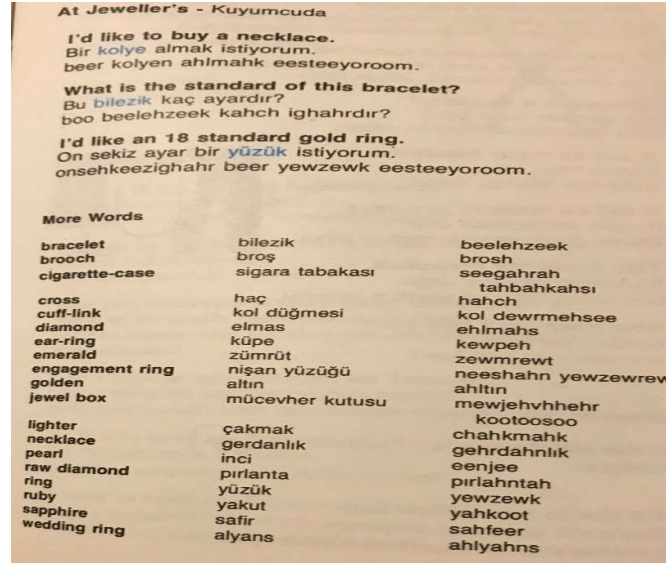 At Jeweller's - Kuyumcuda
I'd like to buy a necklace.
Bir kolye almak istiyorum.
beer kolyen ahlmahk eesteeyoroom.
What is the standard of this bracelet?
Bu bilezik kaç ayardır?
boo beelehzeek kahch ighahrdır?
I'd like an 18 standard gold ring.
On sekiz ayar bir yüzük istiyorum.
onsehkeezighahr beer yewzewk eesteeyoroom.
More Words
bracelet bilezik beelehzeek
brooch broş brosh
cigarette-case sigara tabakası seegahrah
tahbahkahsı
cross haç hahch
cuff-link kol düğmesi kol dewrmehsee
diamond elmas ehlmahs
ear-ring küpe kewpeh
emerald zümrüt zewmrewt
engagement ring nişan yüzüğü neeshahn yewzewrew
golden altın ahltın
jewel box mücevher kutusu mewjehvhhehr
kootoosoo
lighter çakmak chahkmahk
necklace gerdanlık gehrdahnlık
pearl inci eenjee
raw diamond pırlanta pırlahntah
ring yüzük yewzewk
ruby yakut yahkoot
sapphire safir sahfeer
wedding ring alyans ahlyahns